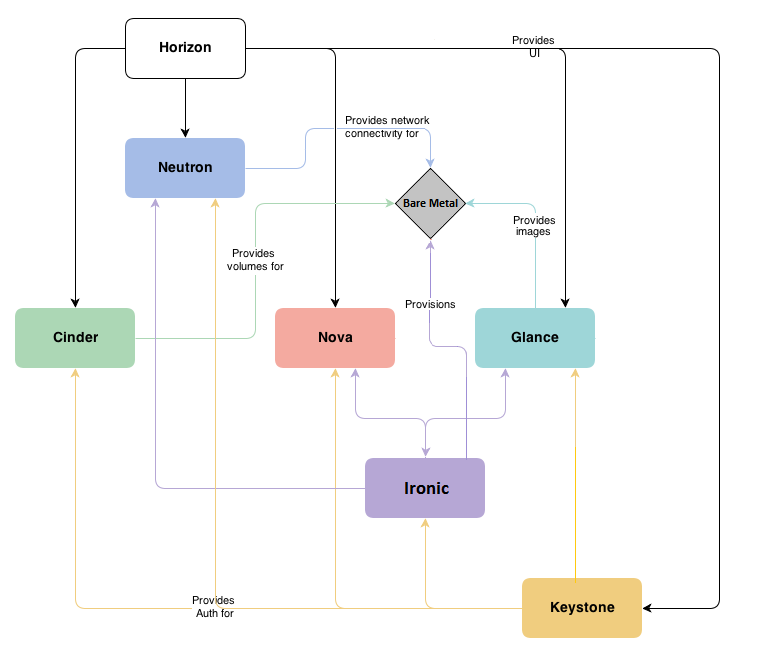 Horizon
Provides
UI
Neutron
Provides network
connectivity for
Bare Metal
Provides
images
Provides
volumes for
Provisions
Cinder
Nova
Glance
Ironic
Provides
Auth for
Keystone